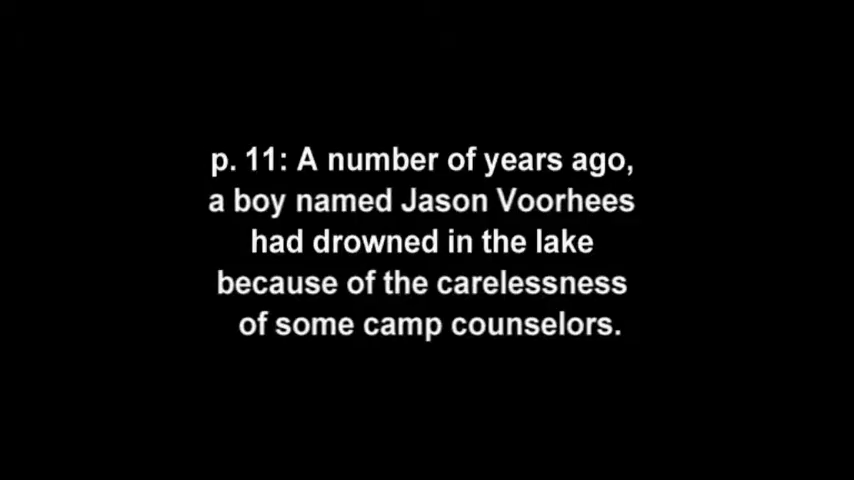 p. 11: A number of years ago,
a boy named Jason Voorhees
had drowned in the lake
because of the carelessness
of some camp counselors.